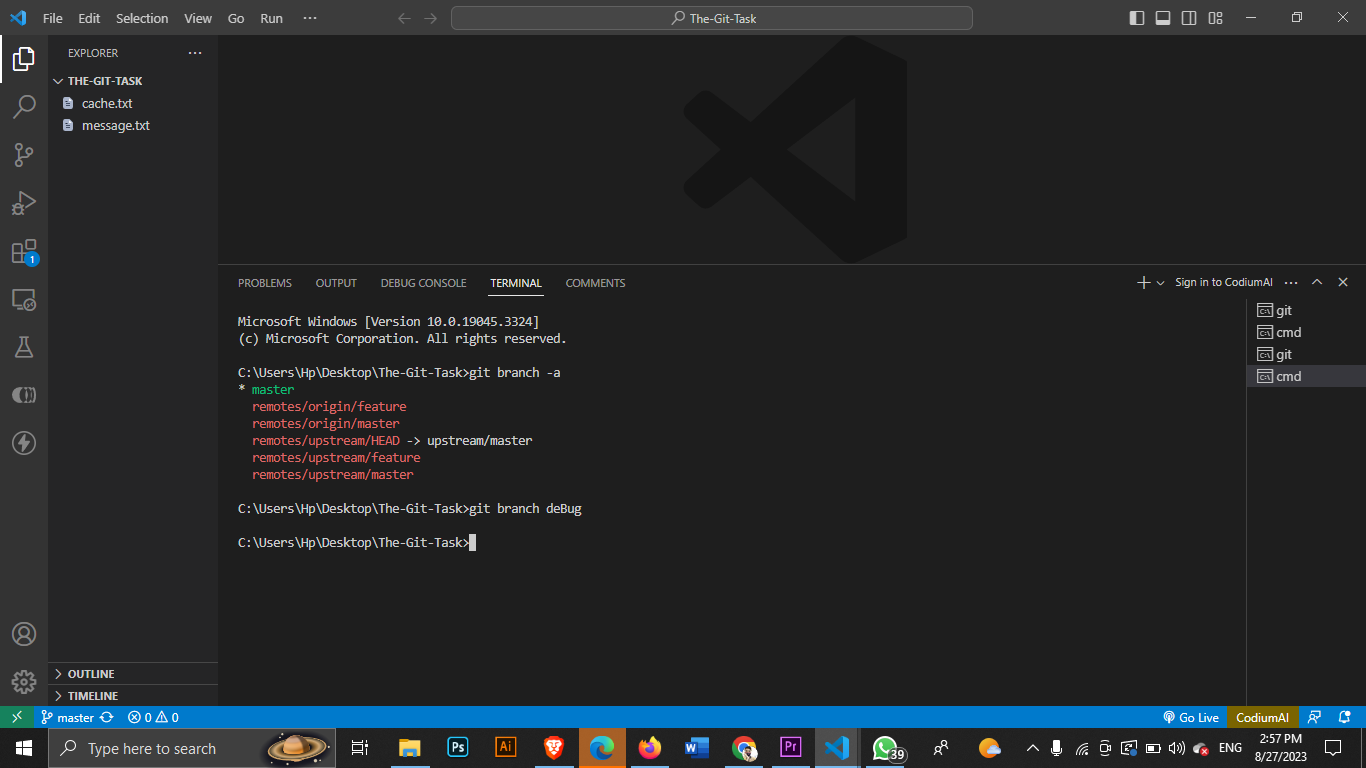 File Edit Selection View Go Run ···
The-Git-Task
EXPLORER
THE-GIT-TASK
cache.txt
message.txt
1
PROBLEMS OUTPUT DEBUG CONSOLE TERMINAL COMMENTS
Sign in to CodiumAI
Microsoft Windows [Version 10.0.19045.3324]
(c) Microsoft Corporation. All rights reserved.
C:\Users\Hp\Desktop\The-Git-Task>git branch -a
* master
remotes/origin/feature
remotes/origin/master
remotes/upstream/HEAD -> upstream/master
remotes/upstream/feature
remotes/upstream/master
C:\Users\Hp\Desktop\The-Git-Task>git branch deBug
C:\Users\Hp\Desktop\The-Git-Task>
git
cmd
git
cmd
OUTLINE
TIMELINE
master 0 0
Go Live CodiumAI
Type here to search
Ps
Ai
W
Pr
39
ENG
2:57 PM
8/27/2023